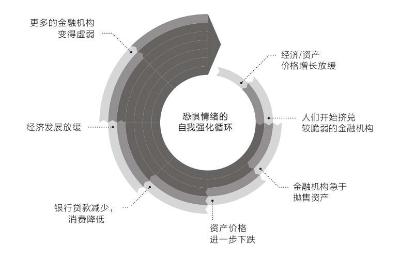 更多的金融机构
变得虚弱
经济/资产
价格增长放缓
恐惧情绪的
自我强化循环
人们开始挤兑
较脆弱的金融机构
经济发展放缓
金融机构急于
抛售资产
银行贷款减少，
消费降低
资产价格
进一步下跌